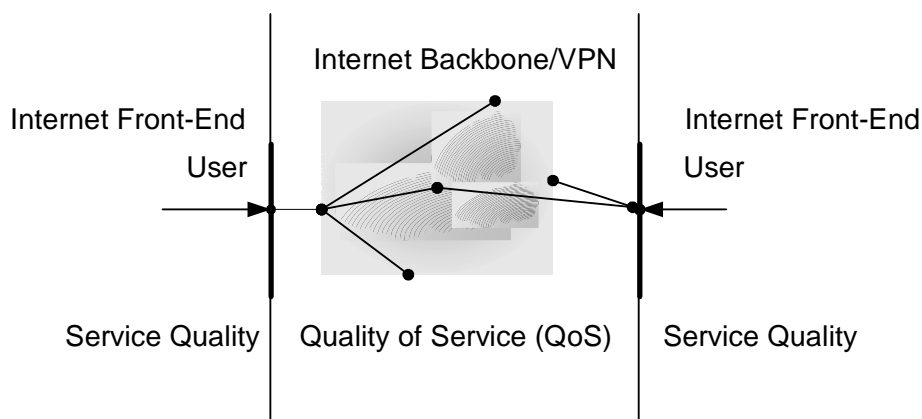 Internet Backbone/VPN
Internet Front-End
User
Internet Front-End
User
Service Quality
Quality of Service (QoS)
Service Quality